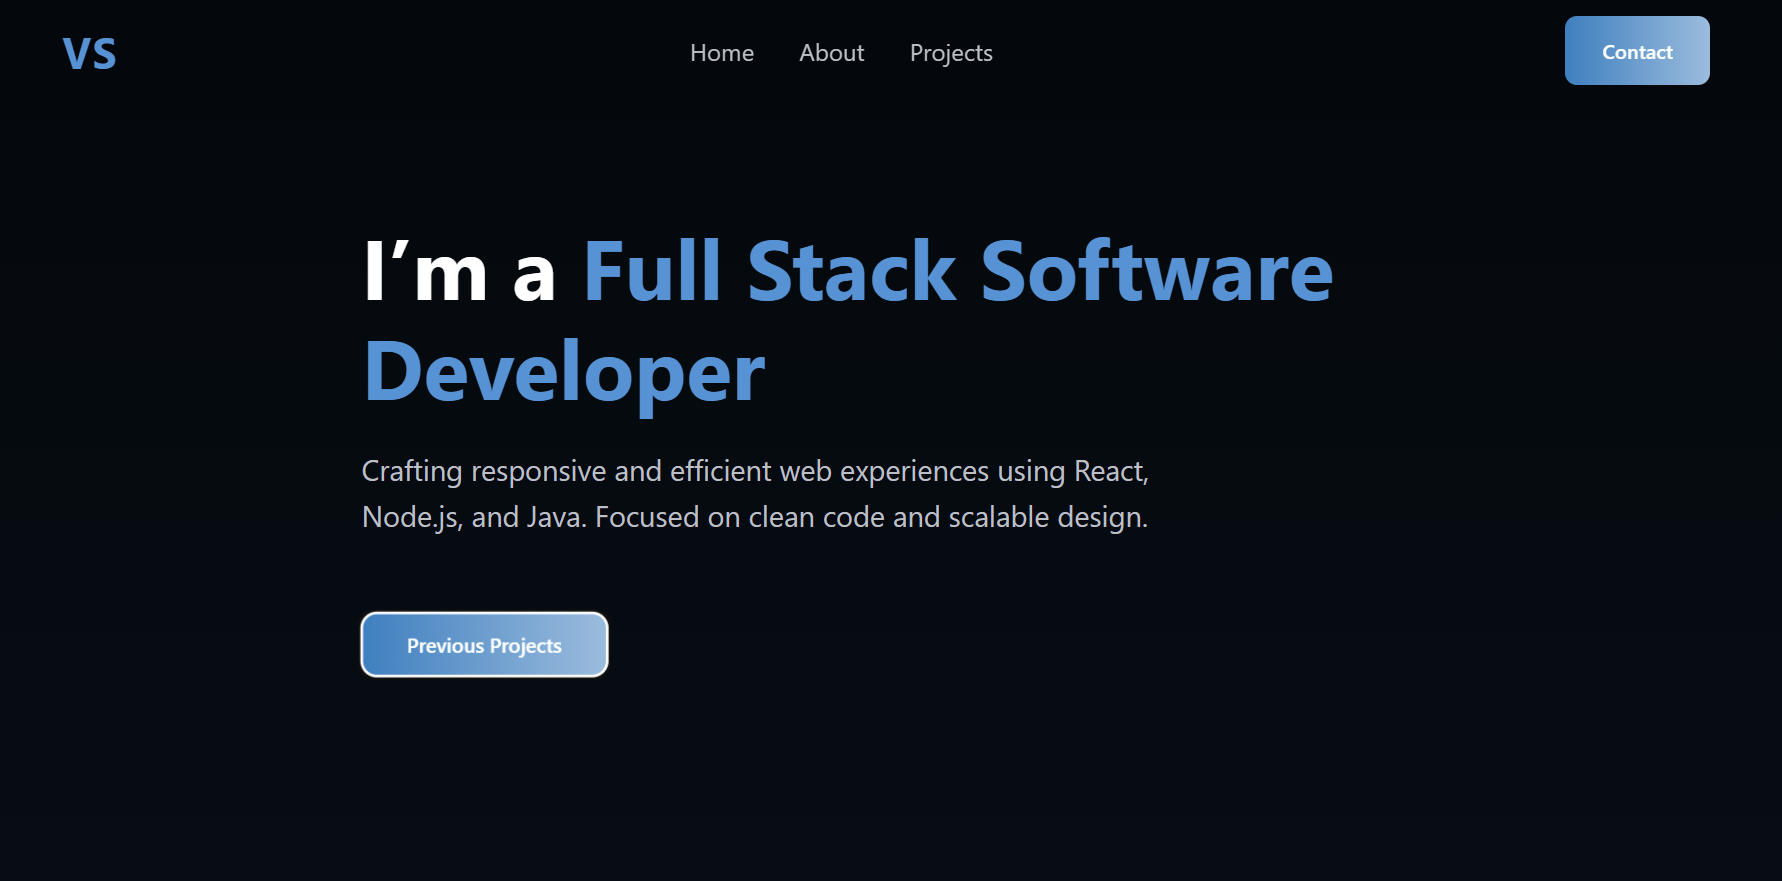 VS
Home
About
Projects
Contact
I’m a Full Stack Software
Developer
Crafting responsive and efficient web experiences using React,
Node.js, and Java. Focused on clean code and scalable design.
Previous Projects